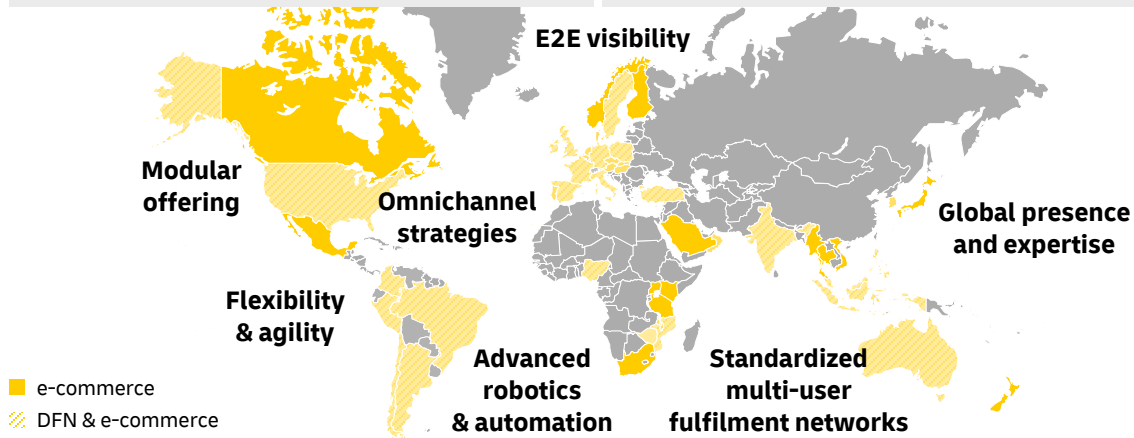 E2E visibility
Modular
offering
Omnichannel
strategies
Global presence
and expertise
Flexibility
& agility
Advanced
robotics
& automation
Standardized
multi-user
fulfilment networks
e-commerce
DFN & e-commerce